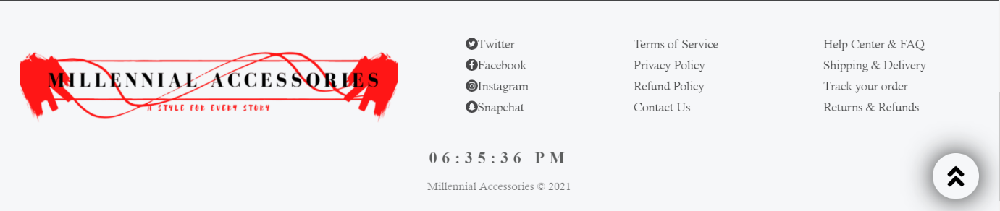 MILLENNIAL ACCESSORIES
A STYLE FOR EVERY STORY
Twitter
Facebook
Instagram
Snapchat
Terms of Service
Privacy Policy
Refund Policy
Contact Us
Help Center & FAQ
Shipping & Delivery
Track your order
Returns & Refunds
06:35:36 PM
Millennial Accessories © 2021